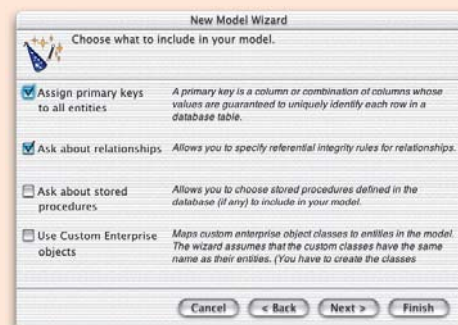 New Model Wizard
Choose what to include in your model.
Assign primary keys
to all entities
A primary key is a column or combination of columns whose
values are guaranteed to uniquely identify each row in a
database table.
Ask about relationships
Allows you to specify referential integrity rules for relationships.
Ask about stored
procedures
Allows you to choose stored procedures defined in the
database (if any) to include in your model.
Use Custom Enterprise
objects
Maps custom enterprise object classes to entities in the model.
The wizard assumes that the custom classes have the same
name as their entities. (You have to create the classes
Cancel
< Back
Next >
Finish